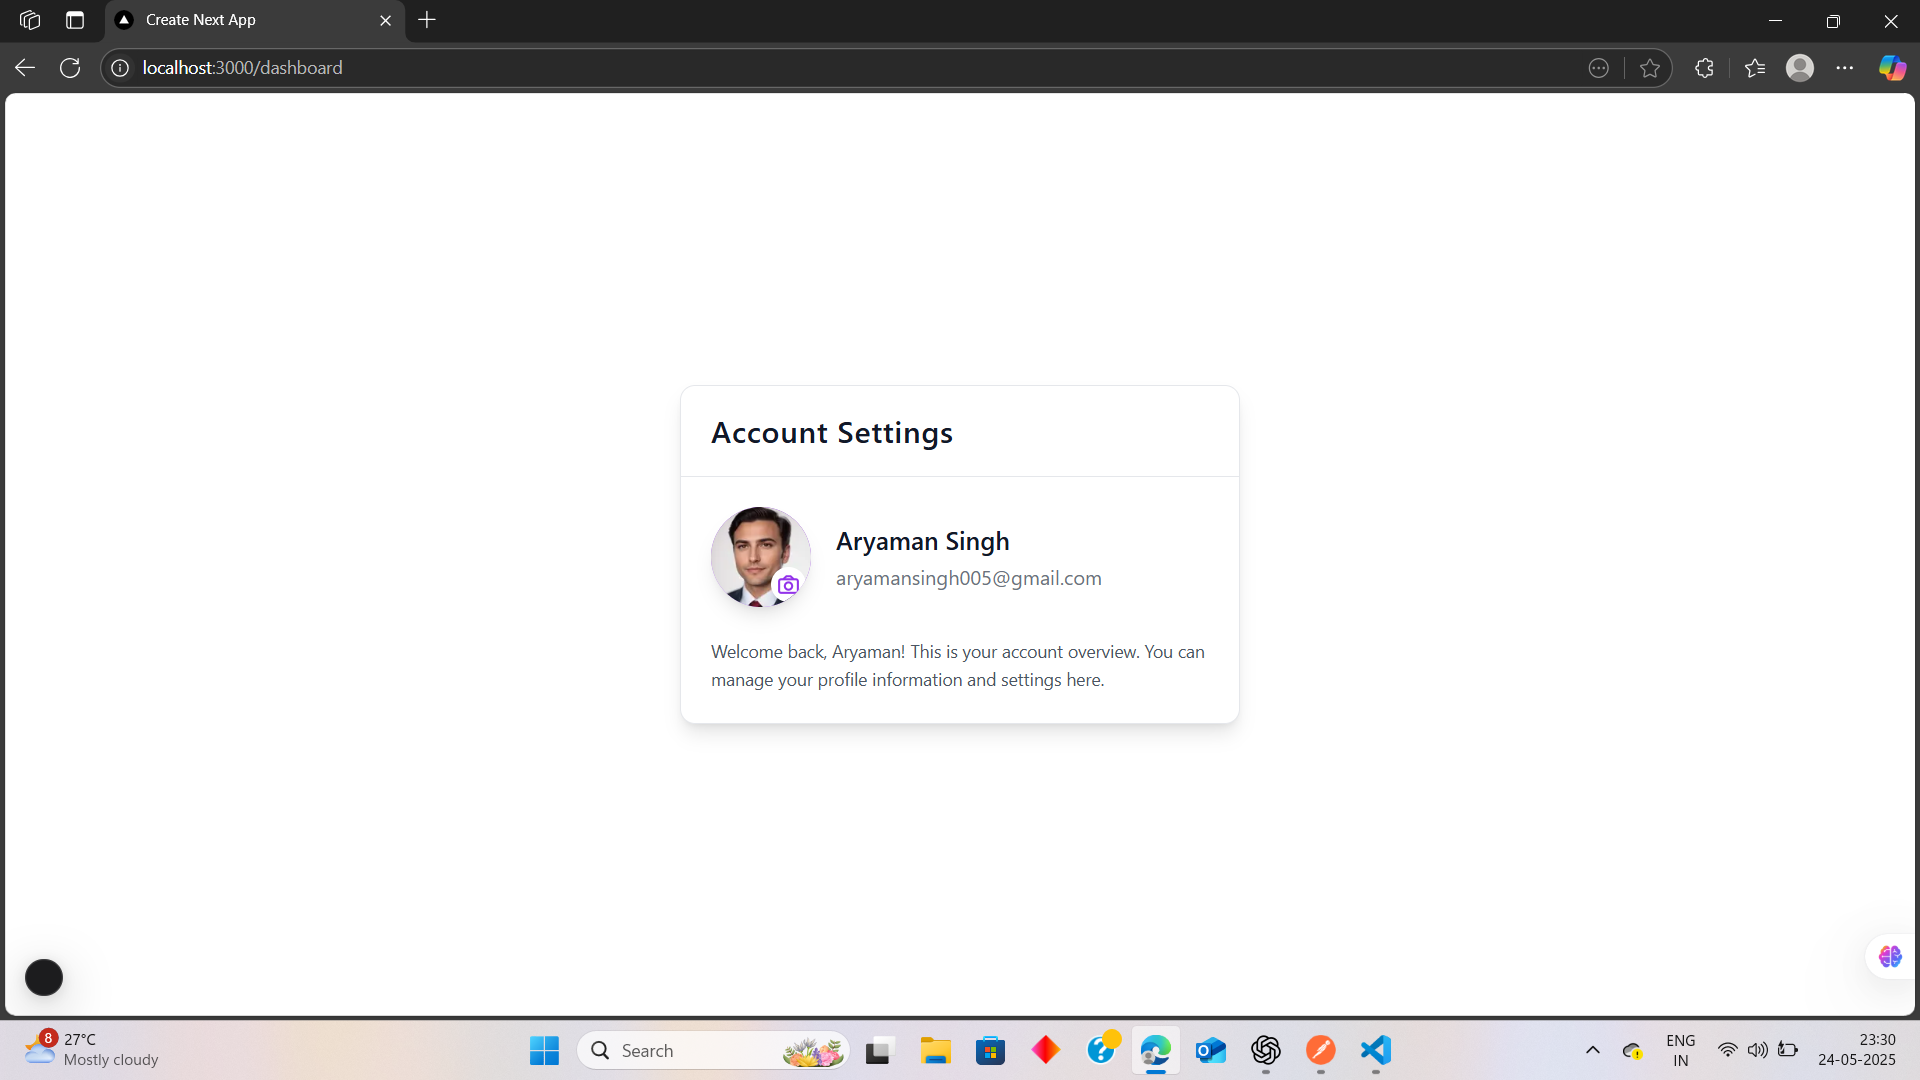 Create Next App
localhost:3000/dashboard
Account Settings
Aryaman Singh
aryamansingh005@gmail.com
Welcome back, Aryaman! This is your account overview. You can
manage your profile information and settings here.
8
27°C
Mostly cloudy
Search
ENG
IN
23:30
24-05-2025